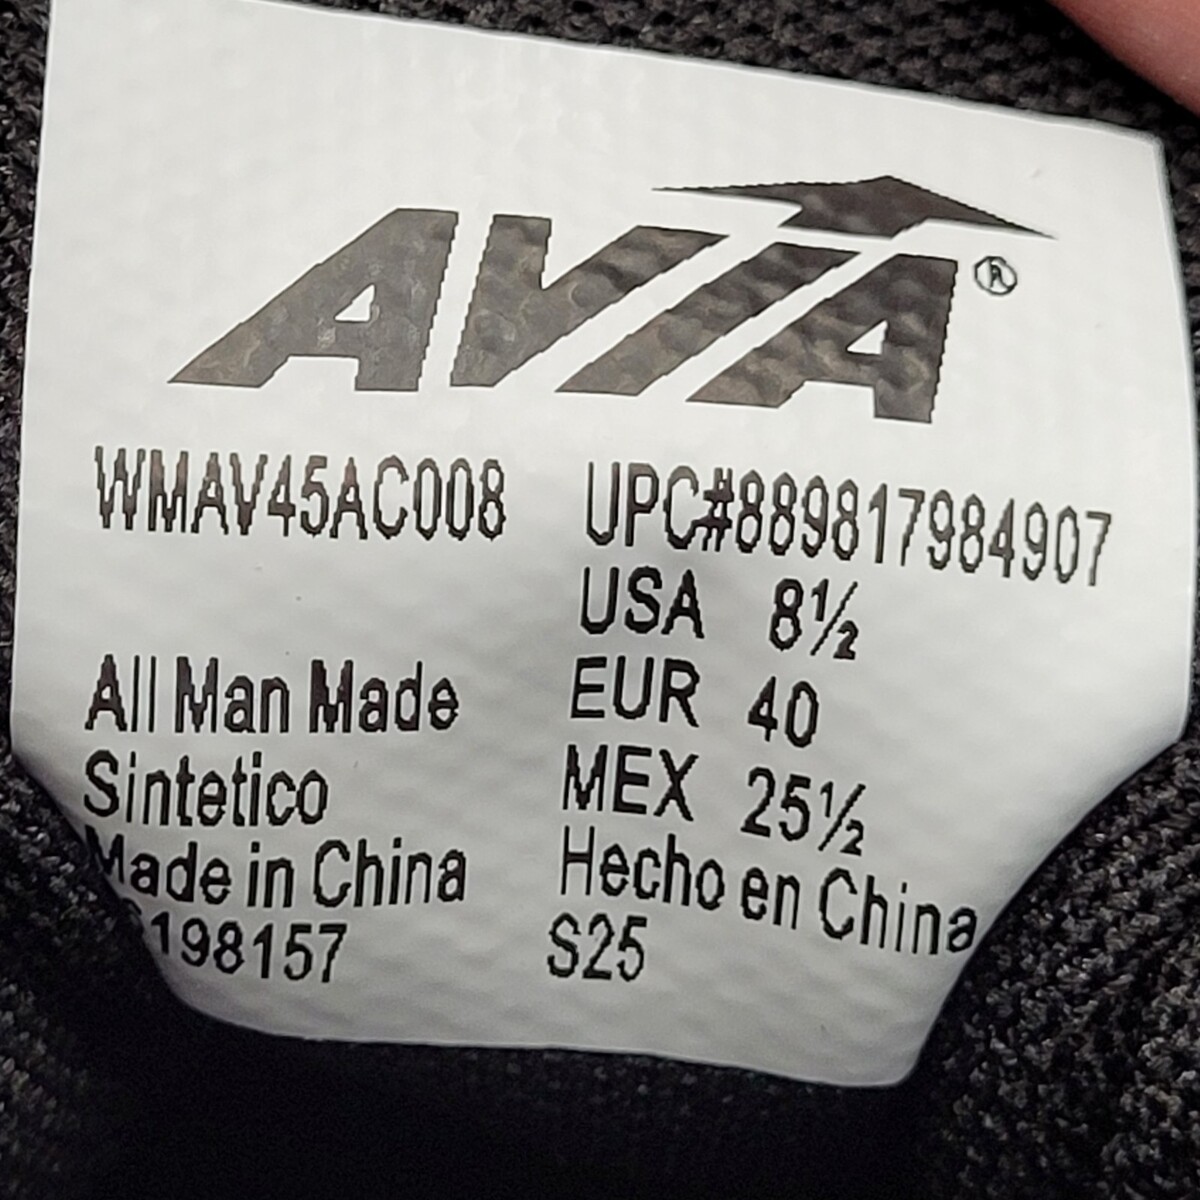 AVIA®
WMAV45AC008 UPC#889817984907
USA 8½
EUR 40
All Man Made
MEX 25½
Sintetico
Hecho en China
Made in China
S25